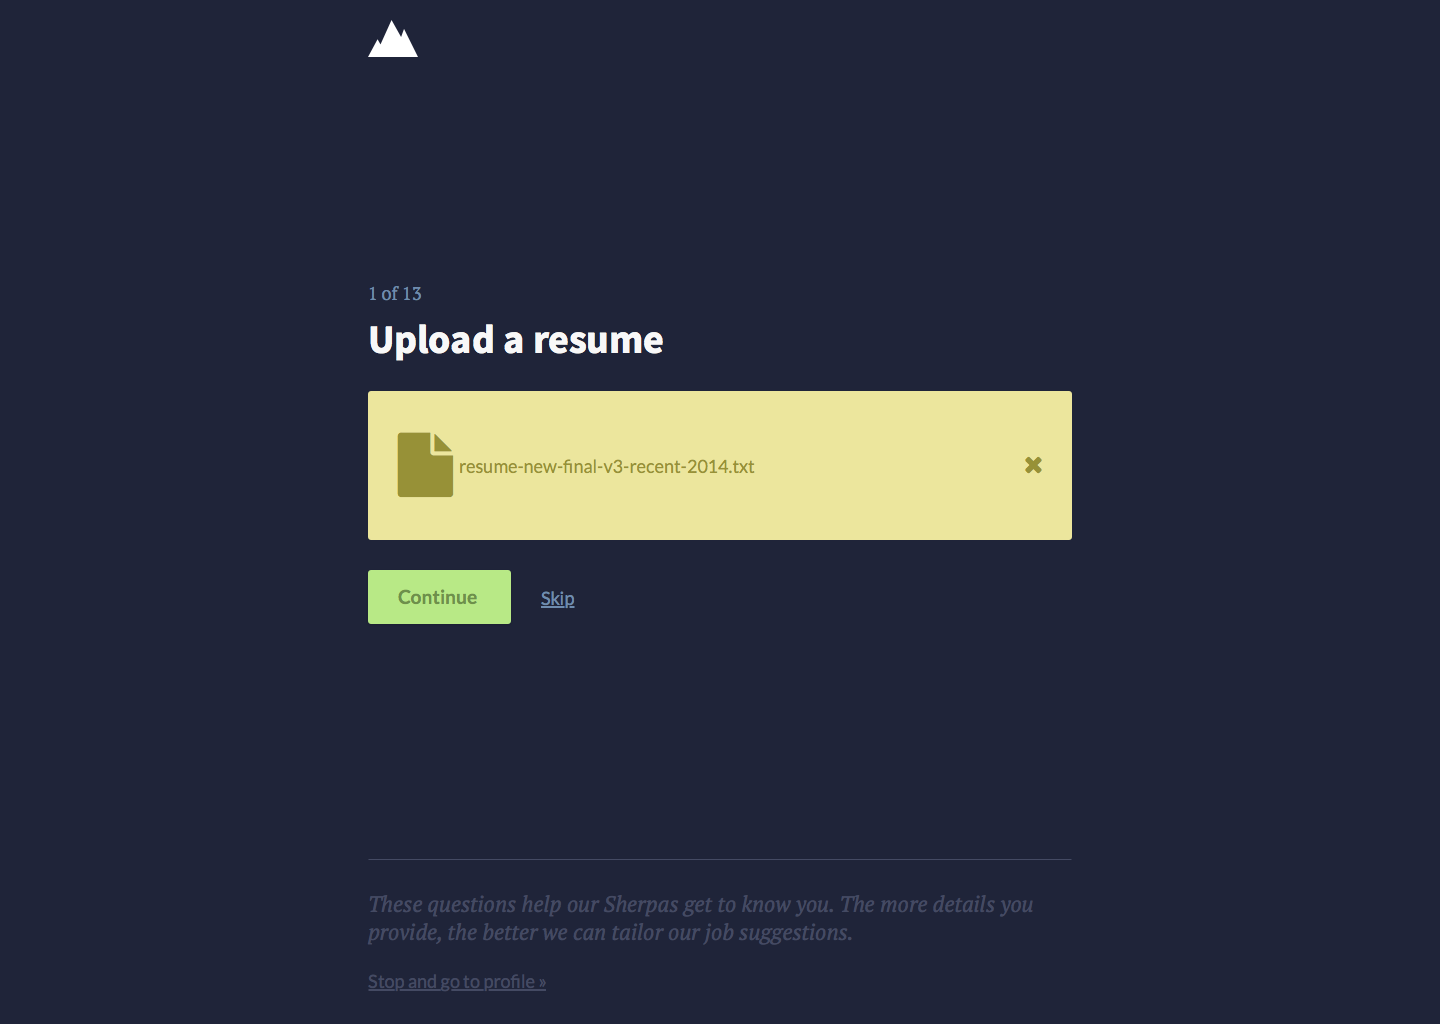 1 of 13
Upload a resume
resume-new-final-v3-recent-2014.txt
Continue
Skip
These questions help our Sherpas get to know you. The more details you
provide, the better we can tailor our job suggestions.
Stop and go to profile »